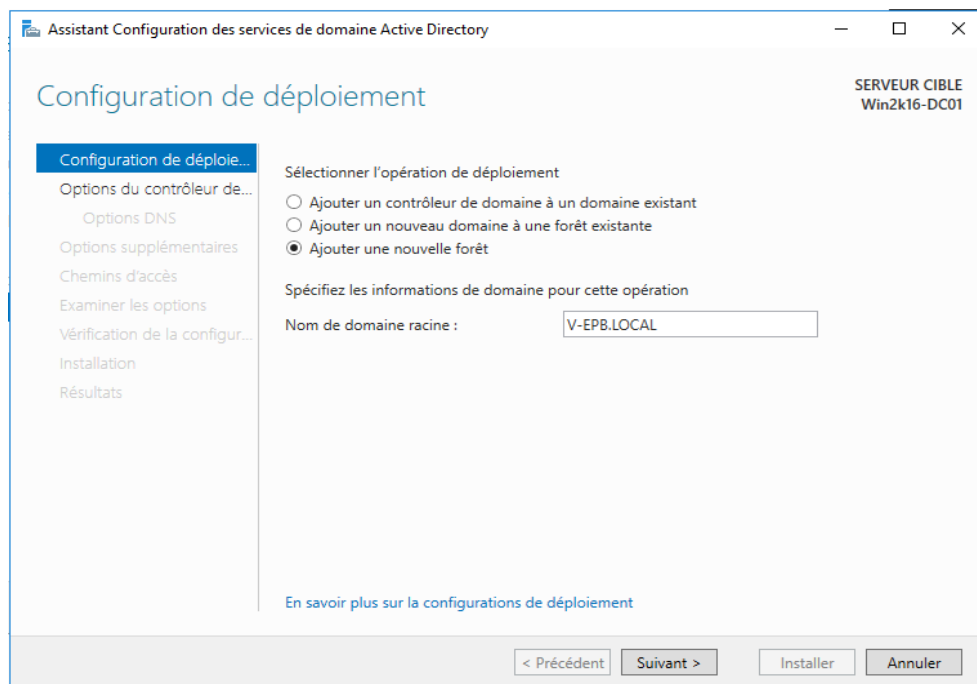 Assistant Configuration des services de domaine Active Directory
Configuration de déploiement
SERVEUR CIBLE
Win2k16-DC01
Configuration de déploie...
Options du contrôleur de...
Options DNS
Options supplémentaires
Chemins d'accès
Examiner les options
Vérification de la configur...
Installation
Résultats
Sélectionner l'opération de déploiement
Ajouter un contrôleur de domaine à un domaine existant
Ajouter un nouveau domaine à une forêt existante
Ajouter une nouvelle forêt
Spécifiez les informations de domaine pour cette opération
Nom de domaine racine : V-EPB.LOCAL
En savoir plus sur la configurations de déploiement
< Précédent Suivant > Installer Annuler